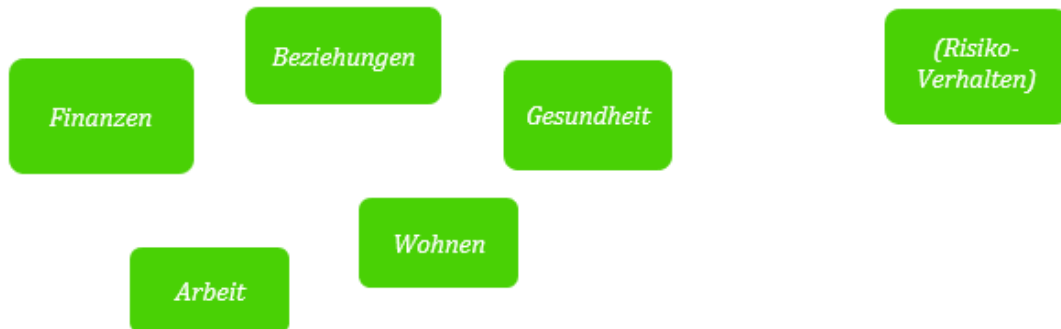 Beziehungen
(Risiko-
Verhalten)
Finanzen
Gesundheit
Wohnen
Arbeit